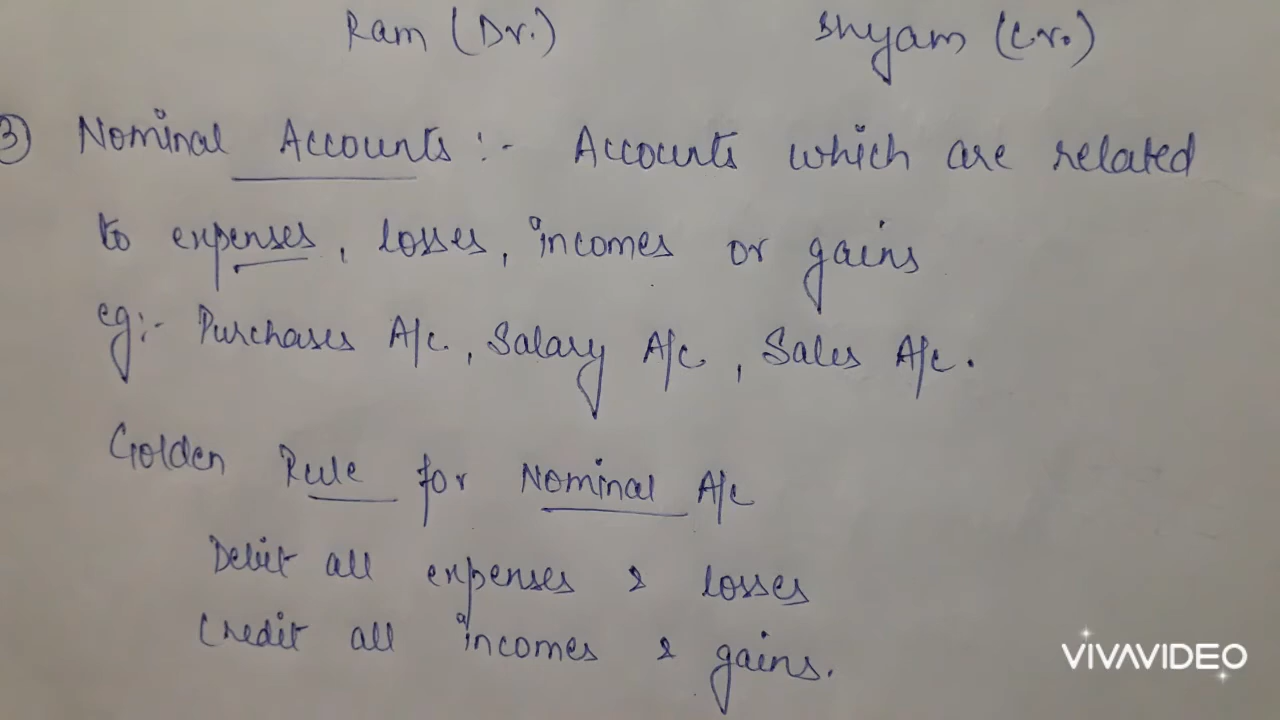 Ram (Dr.) Shyam (Cr.)
③ Nominal Accounts :- Accounts which are related
to expenses, losses, incomes or gains
eg:- Purchases A/c., Salary A/c, Sales A/c.
Golden Rule for Nominal A/c
Debit all expenses & losses
Credit all incomes & gains.
VIVAVIDEO